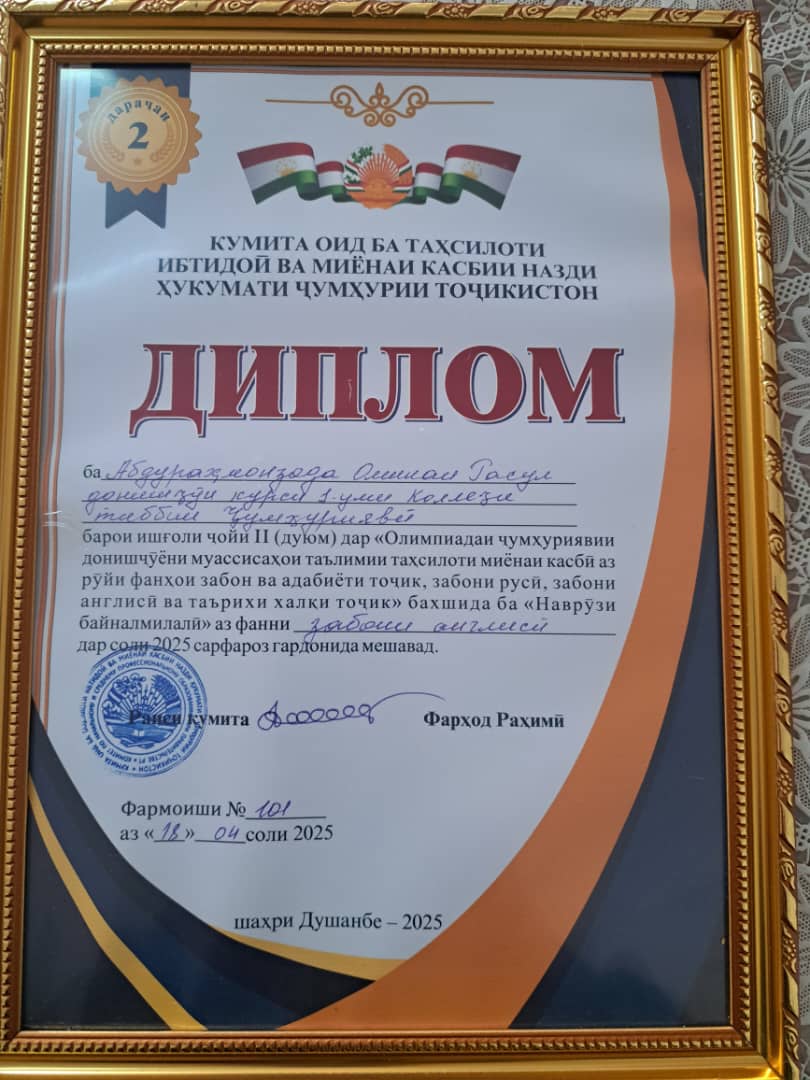 дараҷаи
2
КУМИТА ОИД БА ТАҲСИЛОТИ
ИБТИДОӢ ВА МИЁНАИ КАСБИИ НАЗДИ
ҲУКУМАТИ ҶУМҲУРИИ ТОҶИКИСТОН
ДИПЛОМ
ба Абдураҳмонзода Расул
донишҷӯи курси 1-уми Коллеҷи
тиббии Ҷумҳуриявӣ
барои ишғоли ҷойи II (дуюм) дар «Олимпиадаи ҷумҳуриявии
донишҷӯёни муассисаҳои таълимии таҳсилоти миёнаи касбӣ аз
рӯйи фанҳои забон ва адабиёти тоҷик, забони русӣ, забони
англисӣ ва таърихи халқи тоҷик» бахшида ба «Наврӯзи
байналмилалӣ» аз фанни забони англисӣ
дар соли 2025 сарфароз гардонида мешавад.
Раиси кумита Фарҳод Раҳимӣ
Фармоиши № 101
аз «18» 04 соли 2025
шаҳри Душанбе – 2025